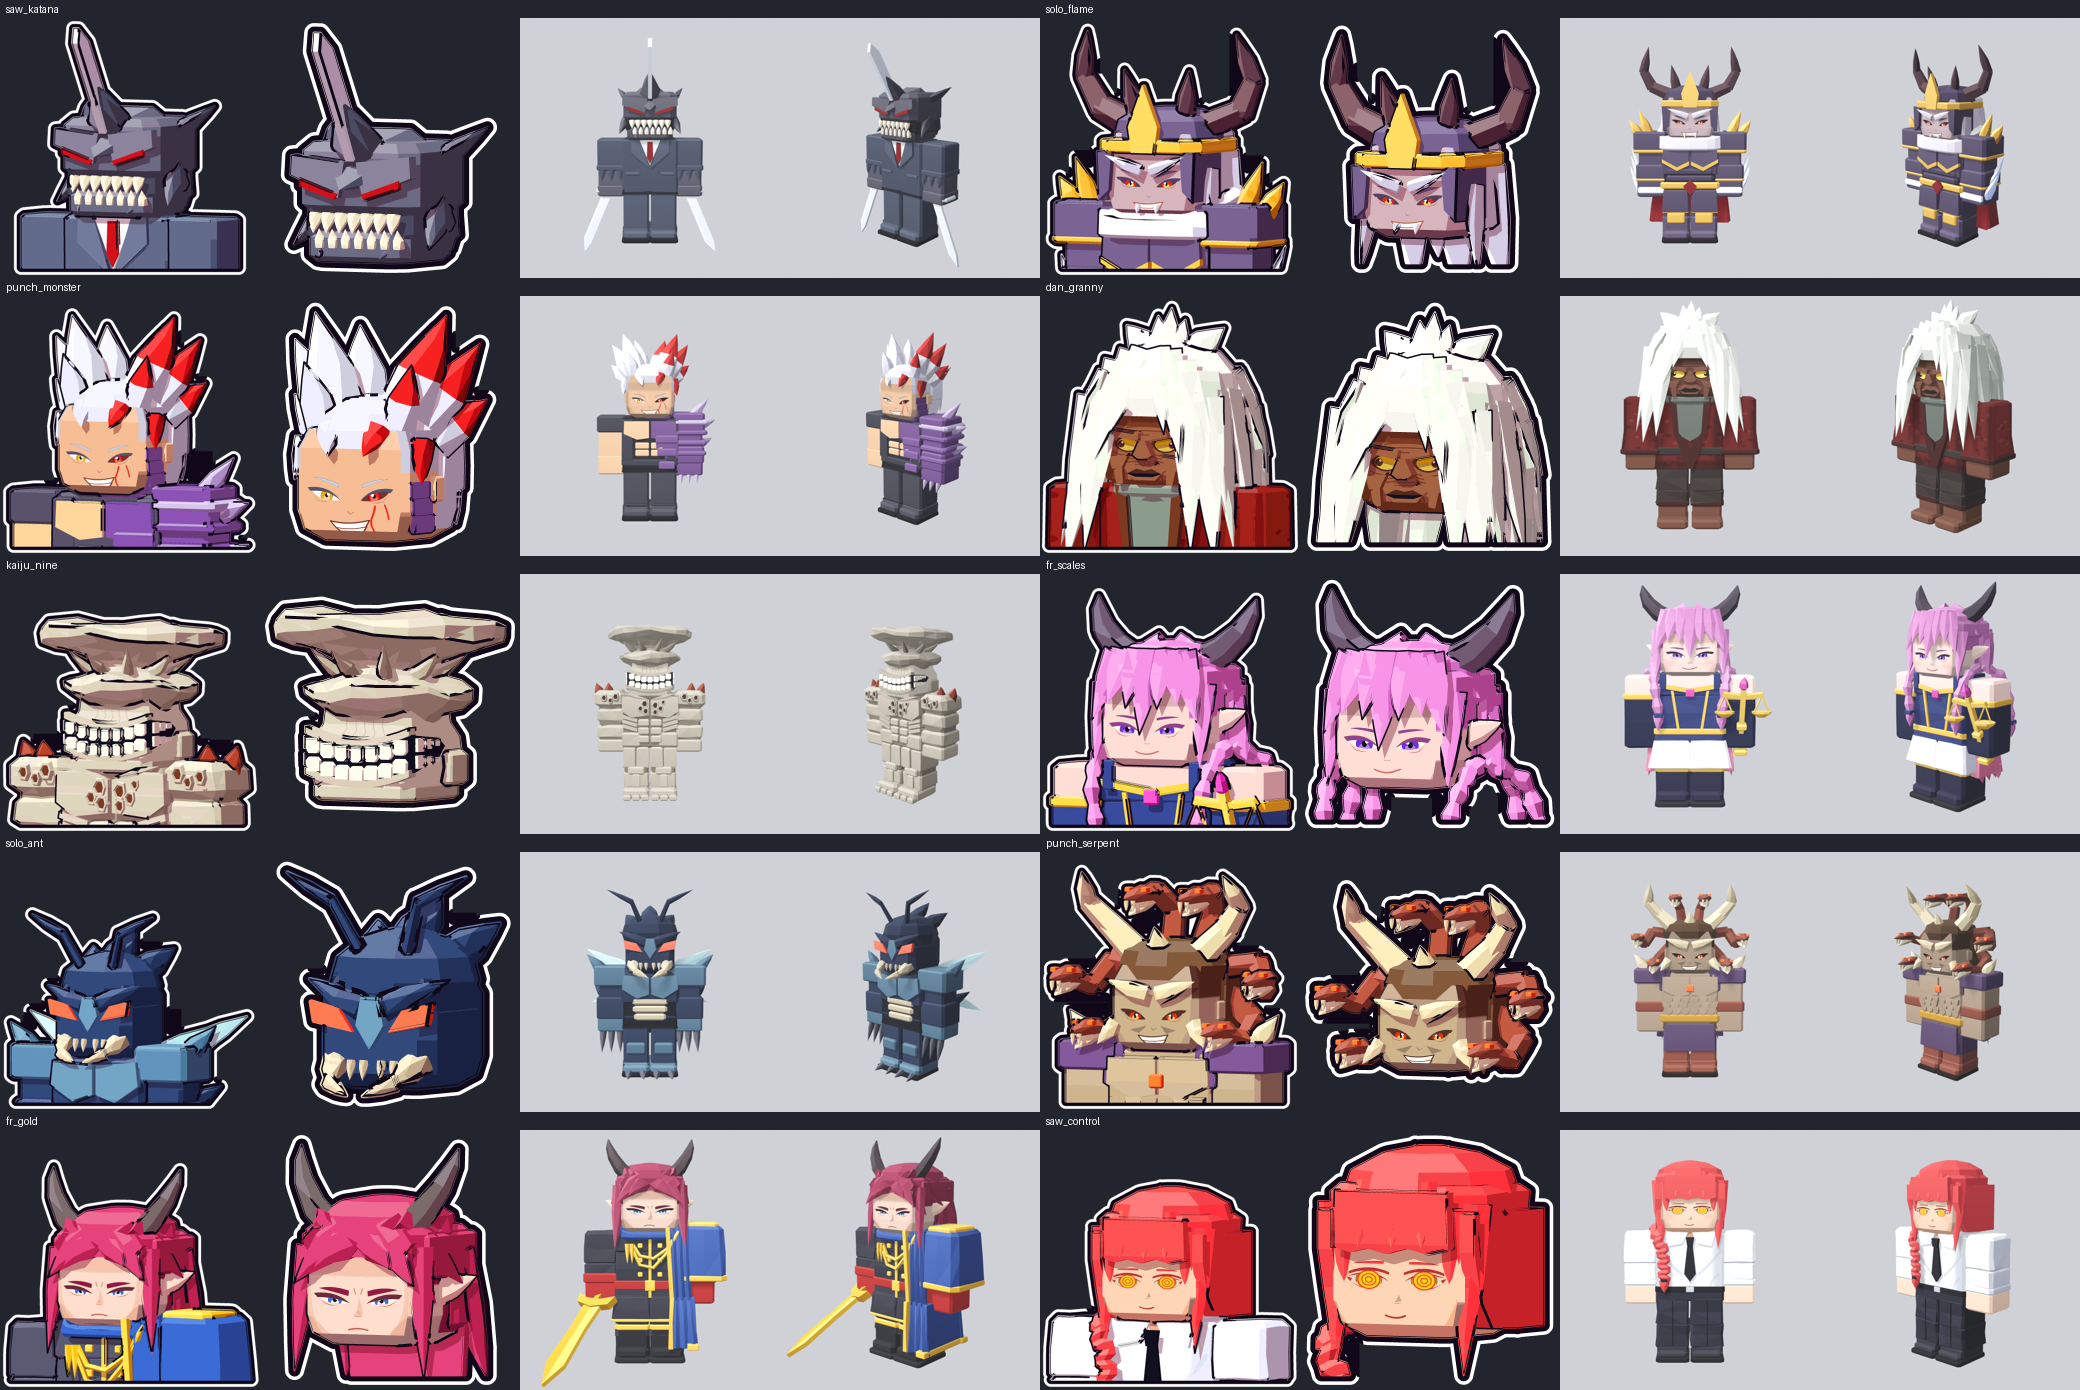 saw_katana
solo_flame
punch_monster
dan_granny
kaiju_nine
fr_scales
solo_ant
punch_serpent
fr_gold
saw_control